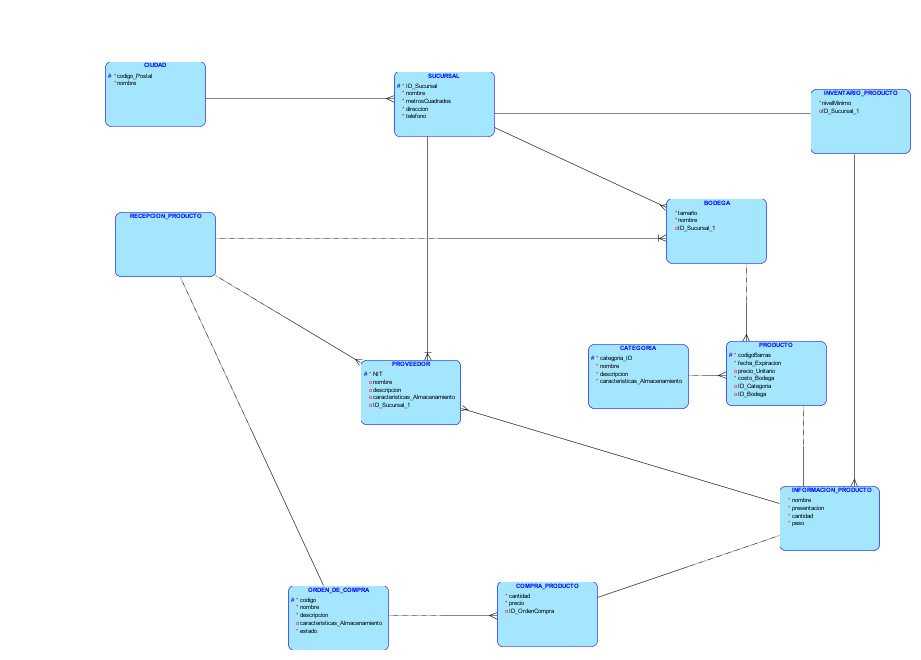 CIUDAD
# * codigo_Postal
* nombre
SUCURSAL
# * ID_Sucursal
* nombre
* metrosCuadrados
* direccion
* telefono
INVENTARIO_PRODUCTO
* nivelMinimo
o ID_Sucursal_1
RECEPCION_PRODUCTO
BODEGA
* tamaño
* nombre
o ID_Sucursal_1
PROVEEDOR
# * NIT
o nombre
o descripcion
o caracteristicas_Almacenamiento
o ID_Sucursal_1
CATEGORIA
# * categoria_ID
* nombre
* descripcion
* caracteristicas_Almacenamiento
PRODUCTO
# * codigoBarras
* fecha_Expiracion
o precio_Unitario
* costo_Bodega
o ID_Categoria
o ID_Bodega
INFORMACION_PRODUCTO
* nombre
* presentacion
* cantidad
* peso
ORDEN_DE_COMPRA
# * codigo
* nombre
* descripcion
o caracteristicas_Almacenamiento
* estado
COMPRA_PRODUCTO
* cantidad
* precio
o ID_OrdenCompra